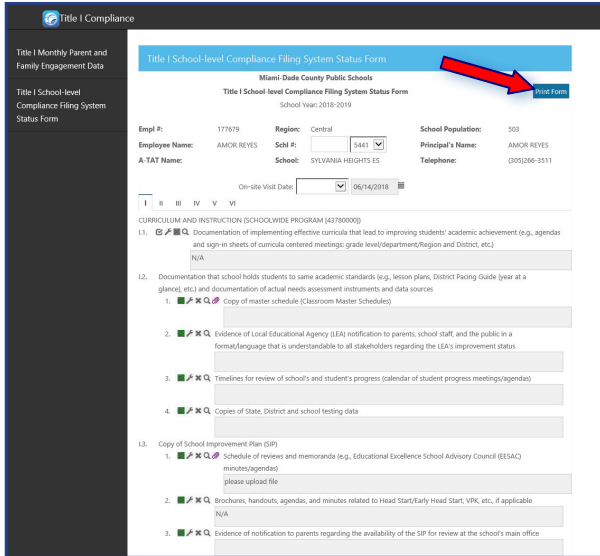 Title I Compliance
Title I Monthly Parent and
Family Engagement Data
Title I School-level
Compliance Filing System
Status Form
Title I School-level Compliance Filing System Status Form
Miami-Dade County Public Schools
Title I School-level Compliance Filing System Status Form
Print Form
School Year: 2018-2019
Empl #: 177679 Region: Central School Population: 503
Employee Name: AMOR REYES Schl #: 5441 Principal's Name: AMOR REYES
A-TAT Name: School: SYLVANIA HEIGHTS ES Telephone: (305)266-3511
On-site Visit Date: 06/14/2018
I II III IV V VI
CURRICULUM AND INSTRUCTION (SCHOOLWIDE PROGRAM [43780000])
I.1. Documentation of implementing effective curricula that lead to improving students' academic achievement (e.g., agendas
and sign-in sheets of curricula centered meetings: grade level/department/Region and District, etc.)
N/A
I.2. Documentation that school holds students to same academic standards (e.g., lesson plans, District Pacing Guide [year at a
glance], etc.) and documentation of actual needs assessment instruments and data sources
1. Copy of master schedule (Classroom Master Schedules)
2. Evidence of Local Educational Agency (LEA) notification to parents, school staff, and the public in a
format/language that is understandable to all stakeholders regarding the LEA's improvement status
3. Timelines for review of school's and student's progress (calendar of student progress meetings/agendas)
4. Copies of State, District and school testing data
I.3. Copy of School Improvement Plan (SIP)
1. Schedule of reviews and memoranda (e.g., Educational Excellence School Advisory Council (EESAC)
minutes/agendas)
please upload file
2. Brochures, handouts, agendas, and minutes related to Head Start/Early Head Start, VPK, etc., if applicable
N/A
3. Evidence of notification to parents regarding the availability of the SIP for review at the school's main office